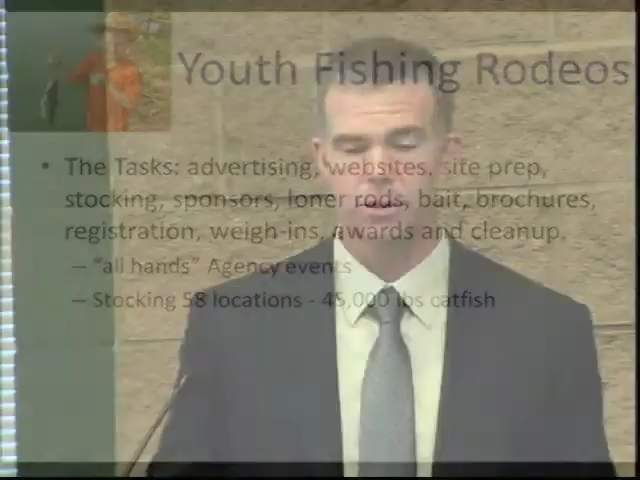 Youth Fishing Rodeos
• The Tasks: advertising, websites, site prep,
stocking, sponsors, loner rods, bait, brochures,
registration, weigh-ins, awards and cleanup.
– "all hands" Agency events
– Stocking 58 locations - 45,000 lbs catfish